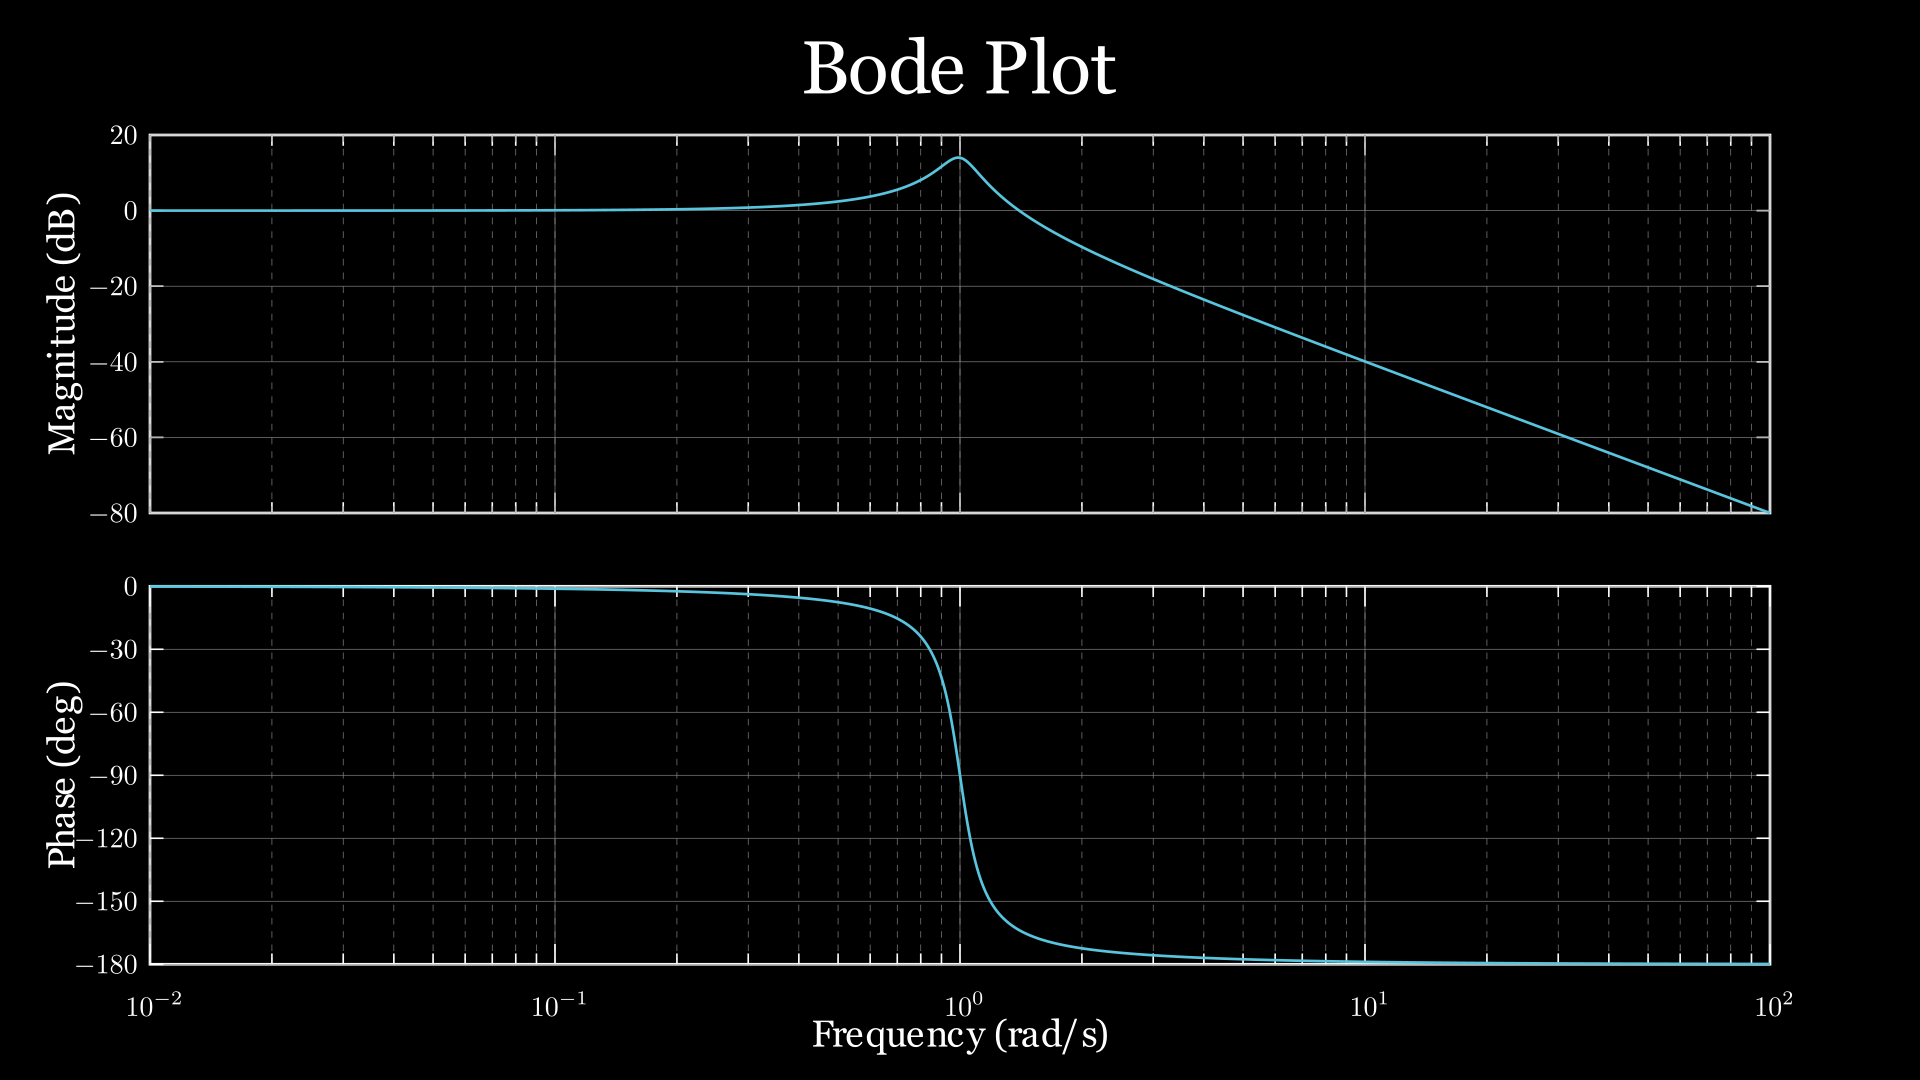 Bode Plot
20
0
−20
−40
−60
−80
Magnitude (dB)
0
−30
−60
−90
−120
−150
−180
Phase (deg)
10⁻² 10⁻¹ 10⁰ 10¹ 10²
Frequency (rad/s)